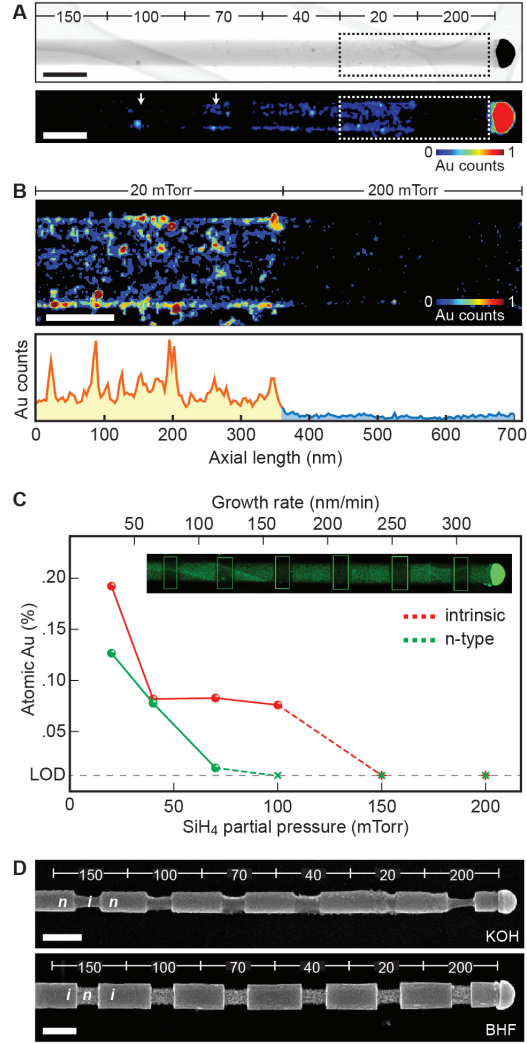 A
150 100 70 40 20 200
0 1
Au counts
B
20 mTorr 200 mTorr
0 1
Au counts
Au counts
0 100 200 300 400 500 600 700
Axial length (nm)
C
Growth rate (nm/min)
50 100 150 200 250 300
.20
.10
.05
LOD
Atomic Au (%)
intrinsic
n-type
0 50 100 150 200
SiH4 partial pressure (mTorr)
D
150 100 70 40 20 200
n i n
KOH
150 100 70 40 20 200
i n i
BHF